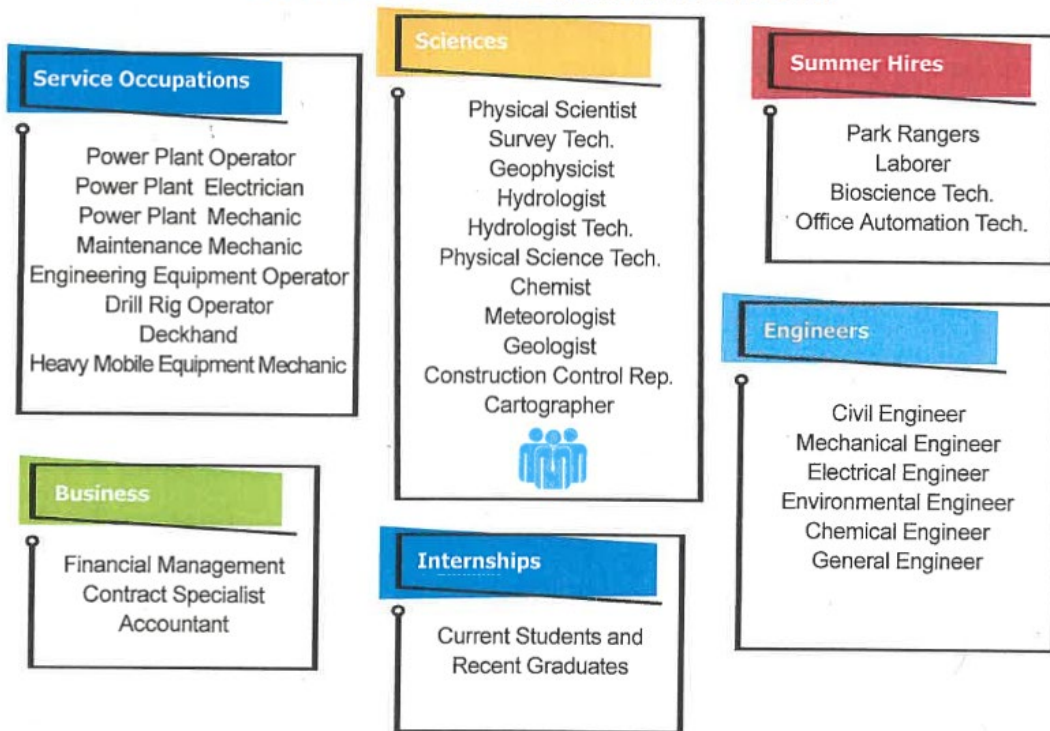 Service Occupations
Power Plant Operator
Power Plant Electrician
Power Plant Mechanic
Maintenance Mechanic
Engineering Equipment Operator
Drill Rig Operator
Deckhand
Heavy Mobile Equipment Mechanic
Business
Financial Management
Contract Specialist
Accountant
Sciences
Physical Scientist
Survey Tech.
Geophysicist
Hydrologist
Hydrologist Tech.
Physical Science Tech.
Chemist
Meteorologist
Geologist
Construction Control Rep.
Cartographer
Internships
Current Students and
Recent Graduates
Summer Hires
Park Rangers
Laborer
Bioscience Tech.
Office Automation Tech.
Engineers
Civil Engineer
Mechanical Engineer
Electrical Engineer
Environmental Engineer
Chemical Engineer
General Engineer